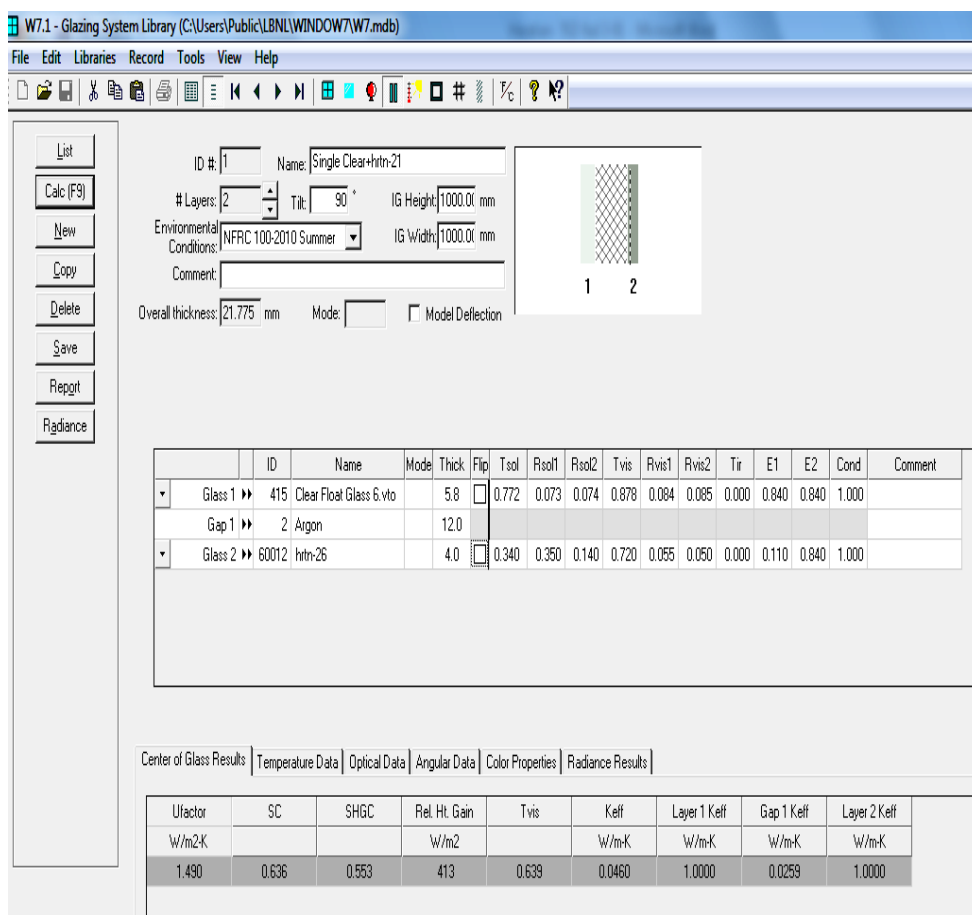 W7.1 - Glazing System Library (C:\Users\Public\LBNL\WINDOW7\W7.mdb)
File Edit Libraries Record Tools View Help
List
Calc (F9)
New
Copy
Delete
Save
Report
Radiance
ID #: 1 Name: Single Clear+hrtn-21
# Layers: 2 Tilt: 90 ° IG Height: 1000.00 mm
Environmental Conditions: NFRC 100-2010 Summer IG Width: 1000.00 mm
Comment:
Overall thickness: 21.775 mm Mode: Model Deflection
1 2
ID Name Mode Thick Flip Tsol Rsol1 Rsol2 Tvis Rvis1 Rvis2 Tir E1 E2 Cond Comment
Glass 1 415 Clear Float Glass 6.vto 5.8 0.772 0.073 0.074 0.878 0.084 0.085 0.000 0.840 0.840 1.000
Gap 1 2 Argon 12.0
Glass 2 60012 hrtn-26 4.0 0.340 0.350 0.140 0.720 0.055 0.050 0.000 0.110 0.840 1.000
Center of Glass Results Temperature Data Optical Data Angular Data Color Properties Radiance Results
Ufactor SC SHGC Rel. Ht. Gain Tvis Keff Layer 1 Keff Gap 1 Keff Layer 2 Keff
W/m2-K W/m2 W/m-K W/m-K W/m-K W/m-K
1.490 0.636 0.553 413 0.639 0.0460 1.0000 0.0259 1.0000